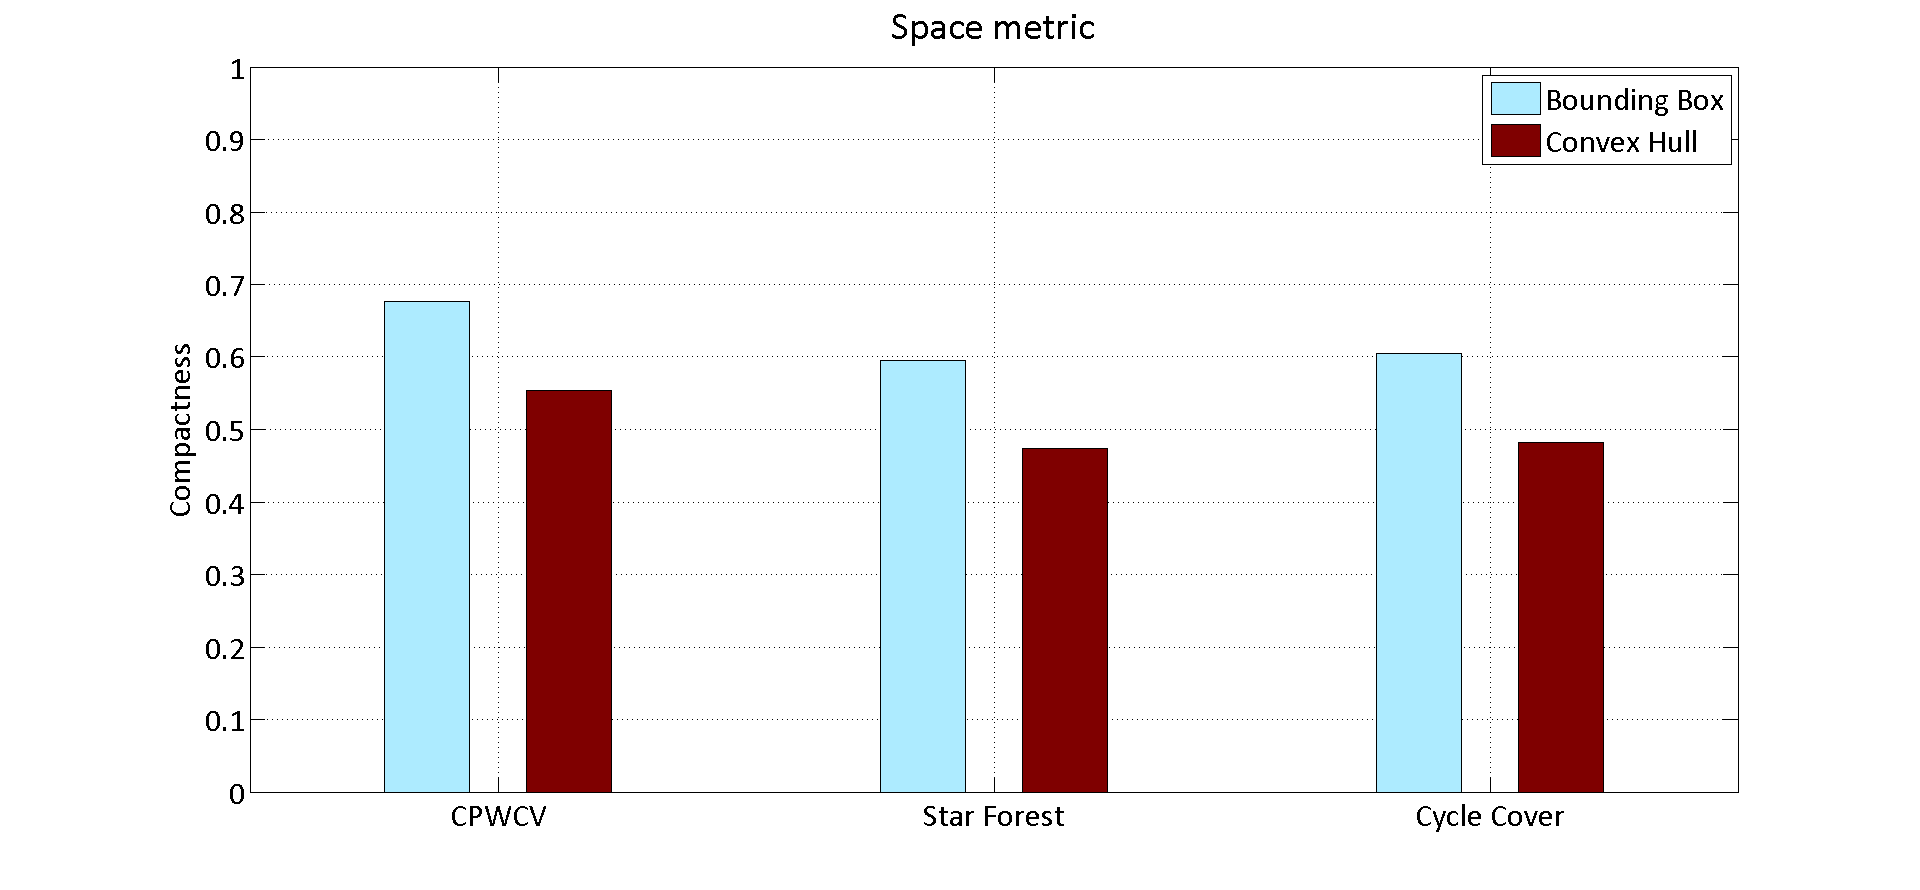 Space metric
Bounding Box
Convex Hull
Compactness
1
0.9
0.8
0.7
0.6
0.5
0.4
0.3
0.2
0.1
0
CPWCV
Star Forest
Cycle Cover